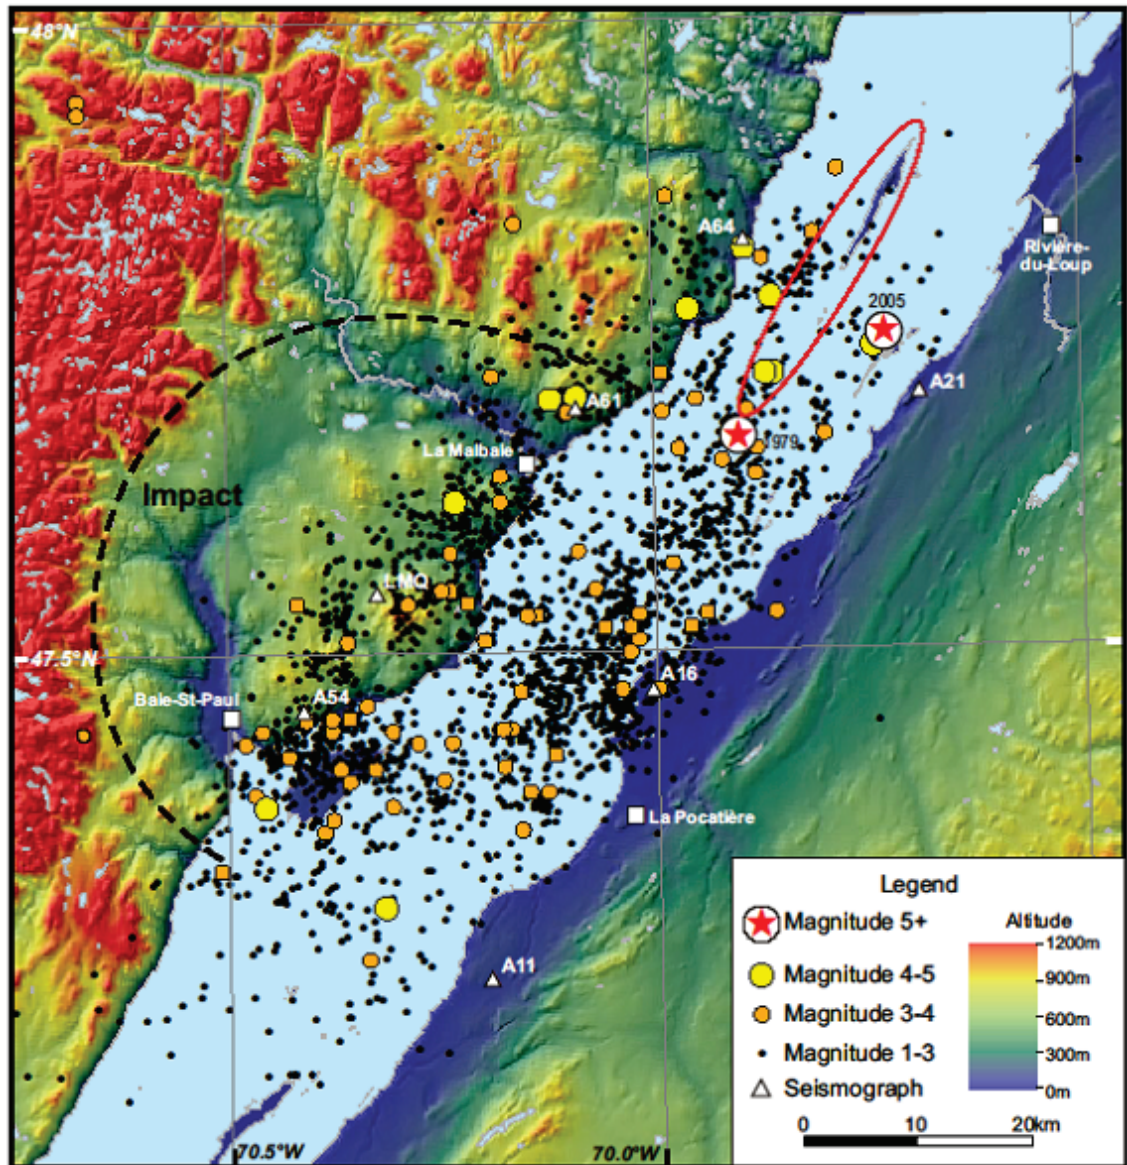 48°N
A64
Rivière-
du-Loup
2005
A21
A61
1979
La Malbaie
Impact
LMQ
47.5°N
A16
Baie-St-Paul
A54
La Pocatière
A11
Legend
Magnitude 5+
Altitude
1200m
Magnitude 4-5
900m
Magnitude 3-4
600m
Magnitude 1-3
300m
Seismograph
0m
0
10
20km
70.5°W
70.0°W